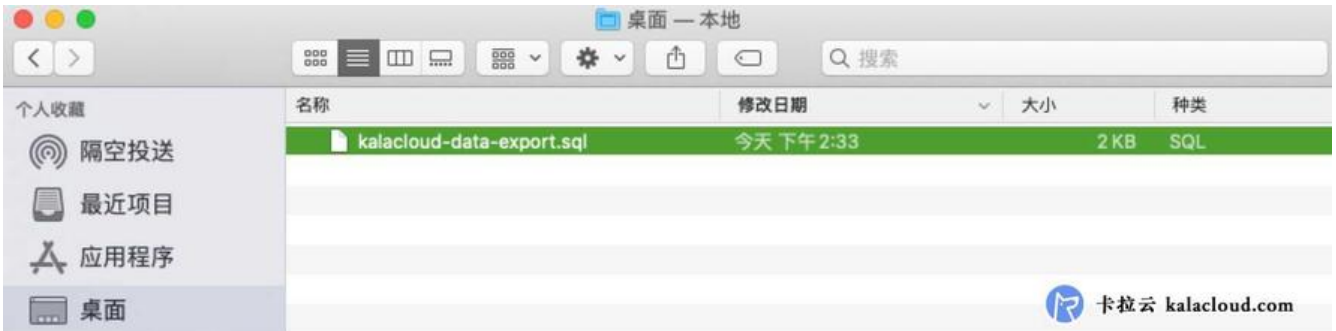 桌面 — 本地
搜索
个人收藏
隔空投送
最近项目
应用程序
桌面
名称 修改日期 大小 种类
kalacloud-data-export.sql 今天 下午2:33 2 KB SQL
卡拉云 kalacloud.com